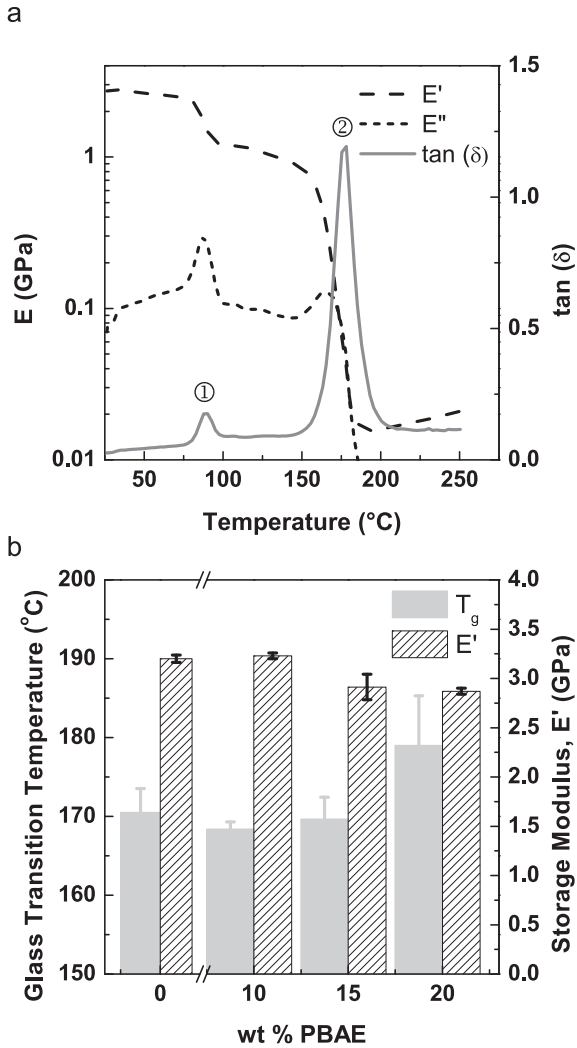 a
1.5
1.0
0.5
0.0
1
0.1
0.01
E (GPa)
tan (δ)
E'
E"
tan (δ)
②
①
50
100
150
200
250
Temperature (°C)
b
200
190
180
170
160
150
Glass Transition Temperature (°C)
4.0
3.5
3.0
2.5
2.0
1.5
1.0
0.5
0.0
Storage Modulus, E' (GPa)
Tg
E'
0
10
15
20
wt % PBAE